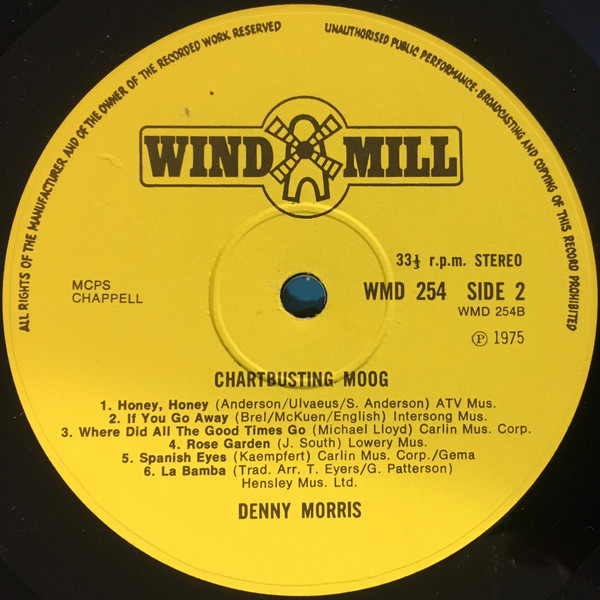 ALL RIGHTS OF THE MANUFACTURER AND OF THE OWNER OF THE RECORDED WORK RESERVED
UNAUTHORISED PUBLIC PERFORMANCE · BROADCASTING AND COPYING OF THIS RECORD PROHIBITED
WIND MILL
33⅓ r.p.m. STEREO
MCPS
CHAPPELL
WMD 254 SIDE 2
WMD 254B
Ⓟ 1975
CHARTBUSTING MOOG
1. Honey, Honey (Anderson/Ulvaeus/S. Anderson) ATV Mus.
2. If You Go Away (Brel/McKuen/English) Intersong Mus.
3. Where Did All The Good Times Go (Michael Lloyd) Carlin Mus. Corp.
4. Rose Garden (J. South) Lowery Mus.
5. Spanish Eyes (Kaempfert) Carlin Mus. Corp./Gema
6. La Bamba (Trad. Arr. T. Eyers/G. Patterson)
Hensley Mus. Ltd.
DENNY MORRIS